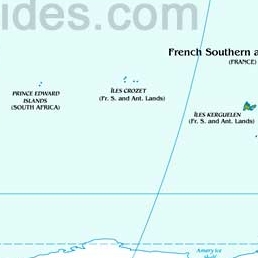 ides.com
French Southern a
(FRANCE)
PRINCE EDWARD
ISLANDS
(SOUTH AFRICA)
ÎLES CROZET
(Fr. S. and Ant. Lands)
ÎLES KERGUELEN
(Fr. S. and Ant. Lands)
Amery Ice
Shelf